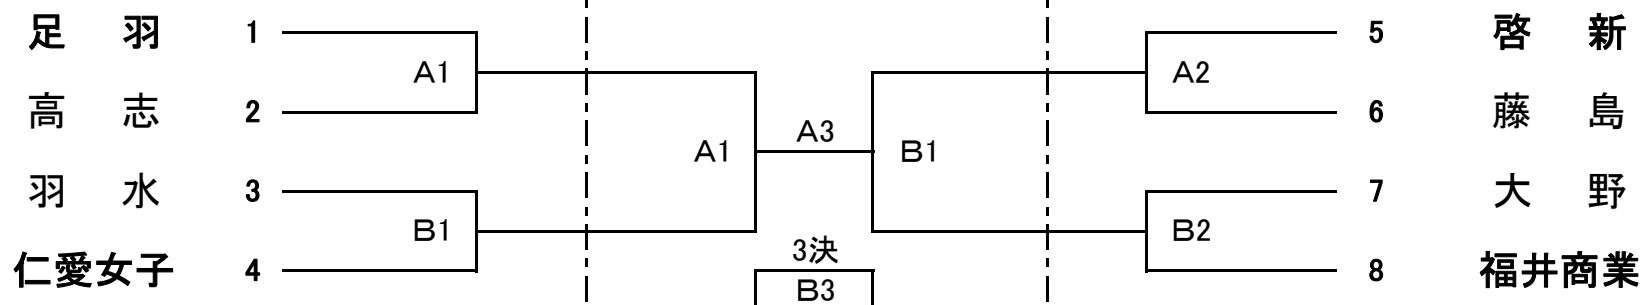 足羽 1 5 啓新
A1 A2
高志 2 6 藤島
A3
A1 B1
羽水 3 7 大野
B1 B2
3決
仁愛女子 4 8 福井商業
B3